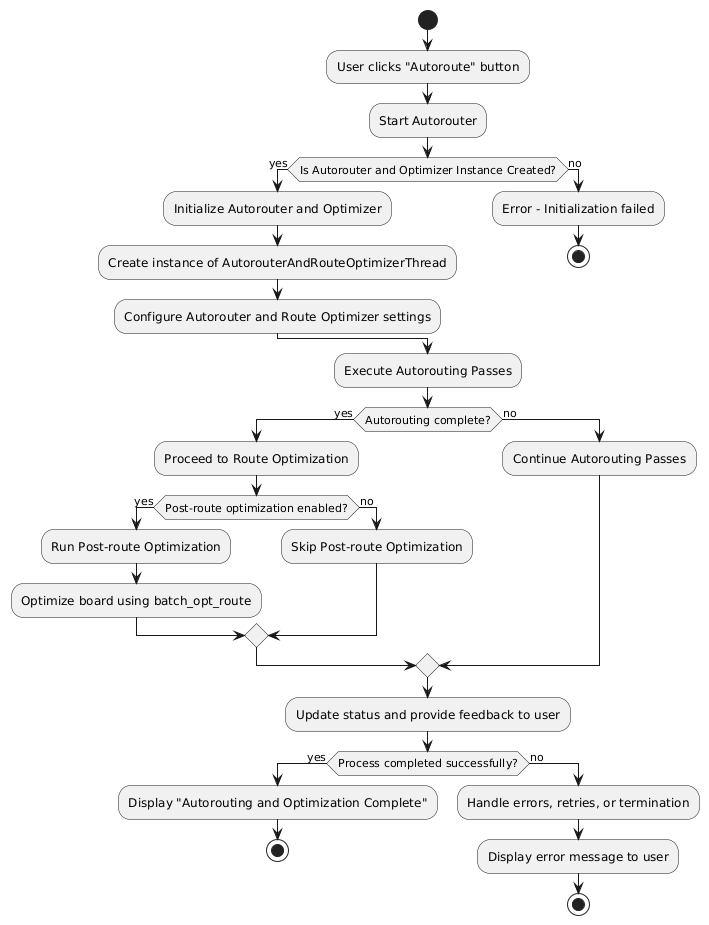 User clicks "Autoroute" button
Start Autorouter
yes
Is Autorouter and Optimizer Instance Created?
no
Initialize Autorouter and Optimizer
Error - Initialization failed
Create instance of AutorouterAndRouteOptimizerThread
Configure Autorouter and Route Optimizer settings
Execute Autorouting Passes
yes
Autorouting complete?
no
Proceed to Route Optimization
Continue Autorouting Passes
yes
Post-route optimization enabled?
no
Run Post-route Optimization
Skip Post-route Optimization
Optimize board using batch_opt_route
Update status and provide feedback to user
yes
Process completed successfully?
no
Display "Autorouting and Optimization Complete"
Handle errors, retries, or termination
Display error message to user